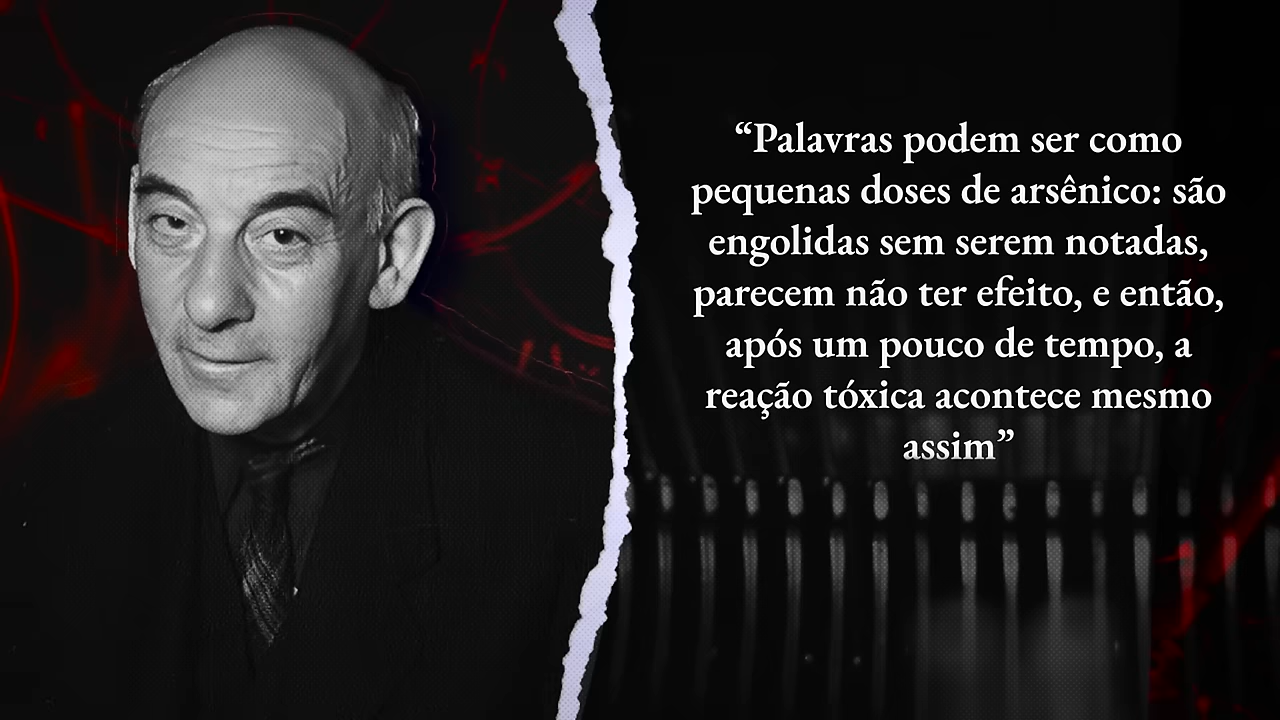 “Palavras podem ser como
pequenas doses de arsênico: são
engolidas sem serem notadas,
parecem não ter efeito, e então,
após um pouco de tempo, a
reação tóxica acontece mesmo
assim”